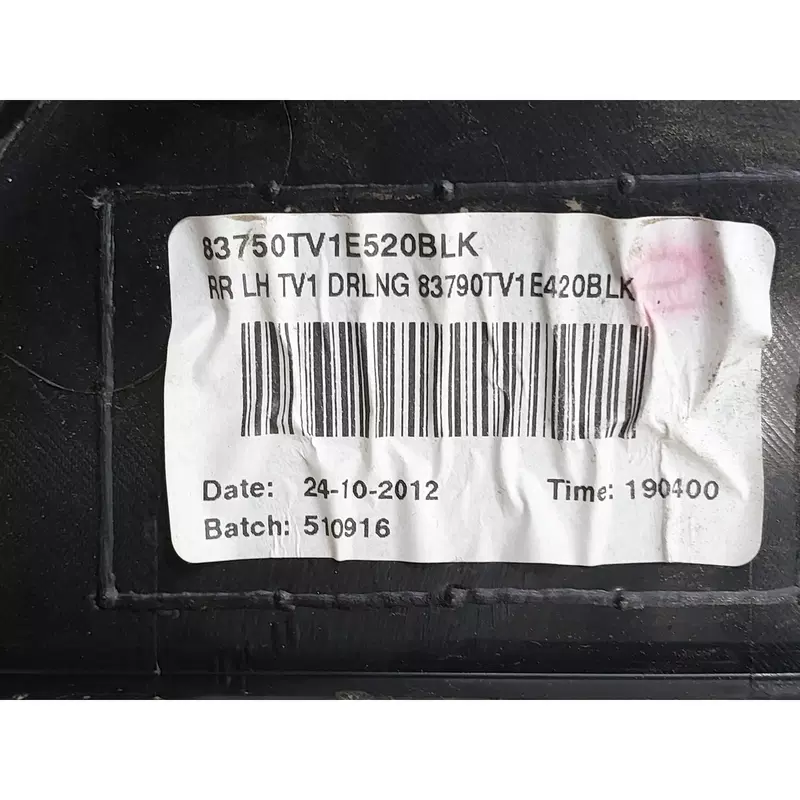 83750TV1E520BLK
RR LH TV1 DRLNG 83790TV1E420BLK
Date: 24-10-2012 Time: 190400
Batch: 510916